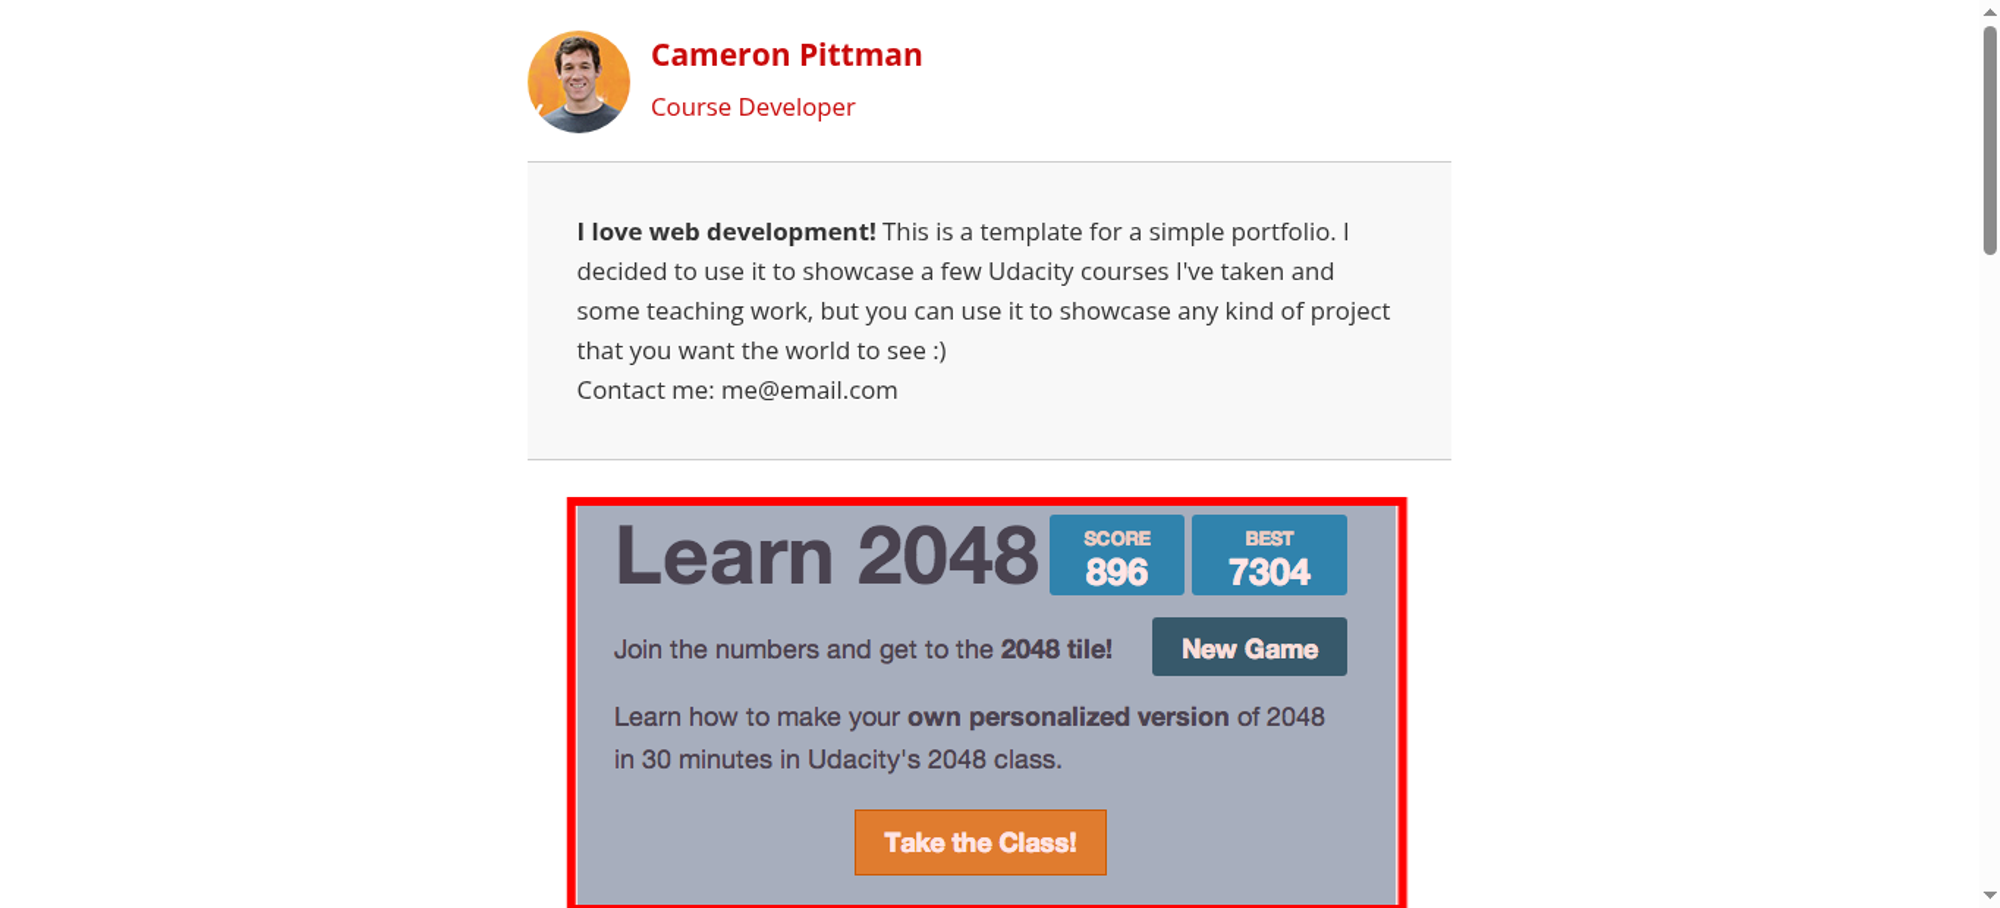 Cameron Pittman
Course Developer
I love web development! This is a template for a simple portfolio. I
decided to use it to showcase a few Udacity courses I've taken and
some teaching work, but you can use it to showcase any kind of project
that you want the world to see :)
Contact me: me@email.com
Learn 2048
SCORE
896
BEST
7304
Join the numbers and get to the 2048 tile!
New Game
Learn how to make your own personalized version of 2048
in 30 minutes in Udacity's 2048 class.
Take the Class!